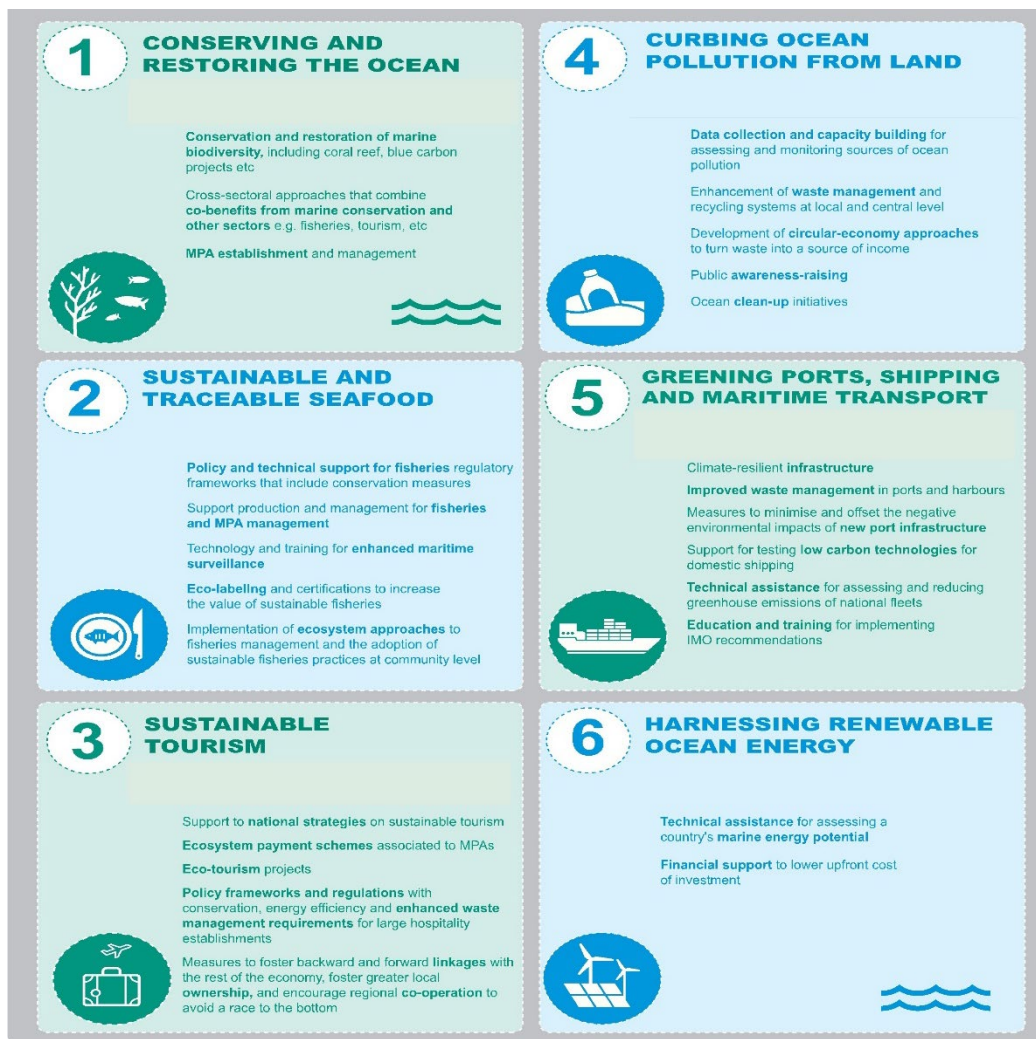 1
CONSERVING AND
RESTORING THE OCEAN
Conservation and restoration of marine
biodiversity, including coral reef, blue carbon
projects etc
Cross-sectoral approaches that combine
co-benefits from marine conservation and
other sectors e.g. fisheries, tourism, etc
MPA establishment and management
2
SUSTAINABLE AND
TRACEABLE SEAFOOD
Policy and technical support for fisheries regulatory
frameworks that include conservation measures
Support production and management for fisheries
and MPA management
Technology and training for enhanced maritime
surveillance
Eco-labeling and certifications to increase
the value of sustainable fisheries
Implementation of ecosystem approaches to
fisheries management and the adoption of
sustainable fisheries practices at community level
3
SUSTAINABLE
TOURISM
Support to national strategies on sustainable tourism
Ecosystem payment schemes associated to MPAs
Eco-tourism projects
Policy frameworks and regulations with
conservation, energy efficiency and enhanced waste
management requirements for large hospitality
establishments
Measures to foster backward and forward linkages with
the rest of the economy, foster greater local
ownership, and encourage regional co-operation to
avoid a race to the bottom
4
CURBING OCEAN
POLLUTION FROM LAND
Data collection and capacity building for
assessing and monitoring sources of ocean
pollution
Enhancement of waste management and
recycling systems at local and central level
Development of circular-economy approaches
to turn waste into a source of income
Public awareness-raising
Ocean clean-up initiatives
5
GREENING PORTS, SHIPPING
AND MARITIME TRANSPORT
Climate-resilient infrastructure
Improved waste management in ports and harbours
Measures to minimise and offset the negative
environmental impacts of new port infrastructure
Support for testing low carbon technologies for
domestic shipping
Technical assistance for assessing and reducing
greenhouse emissions of national fleets
Education and training for implementing
IMO recommendations
6
HARNESSING RENEWABLE
OCEAN ENERGY
Technical assistance for assessing a
country's marine energy potential
Financial support to lower upfront cost
of investment